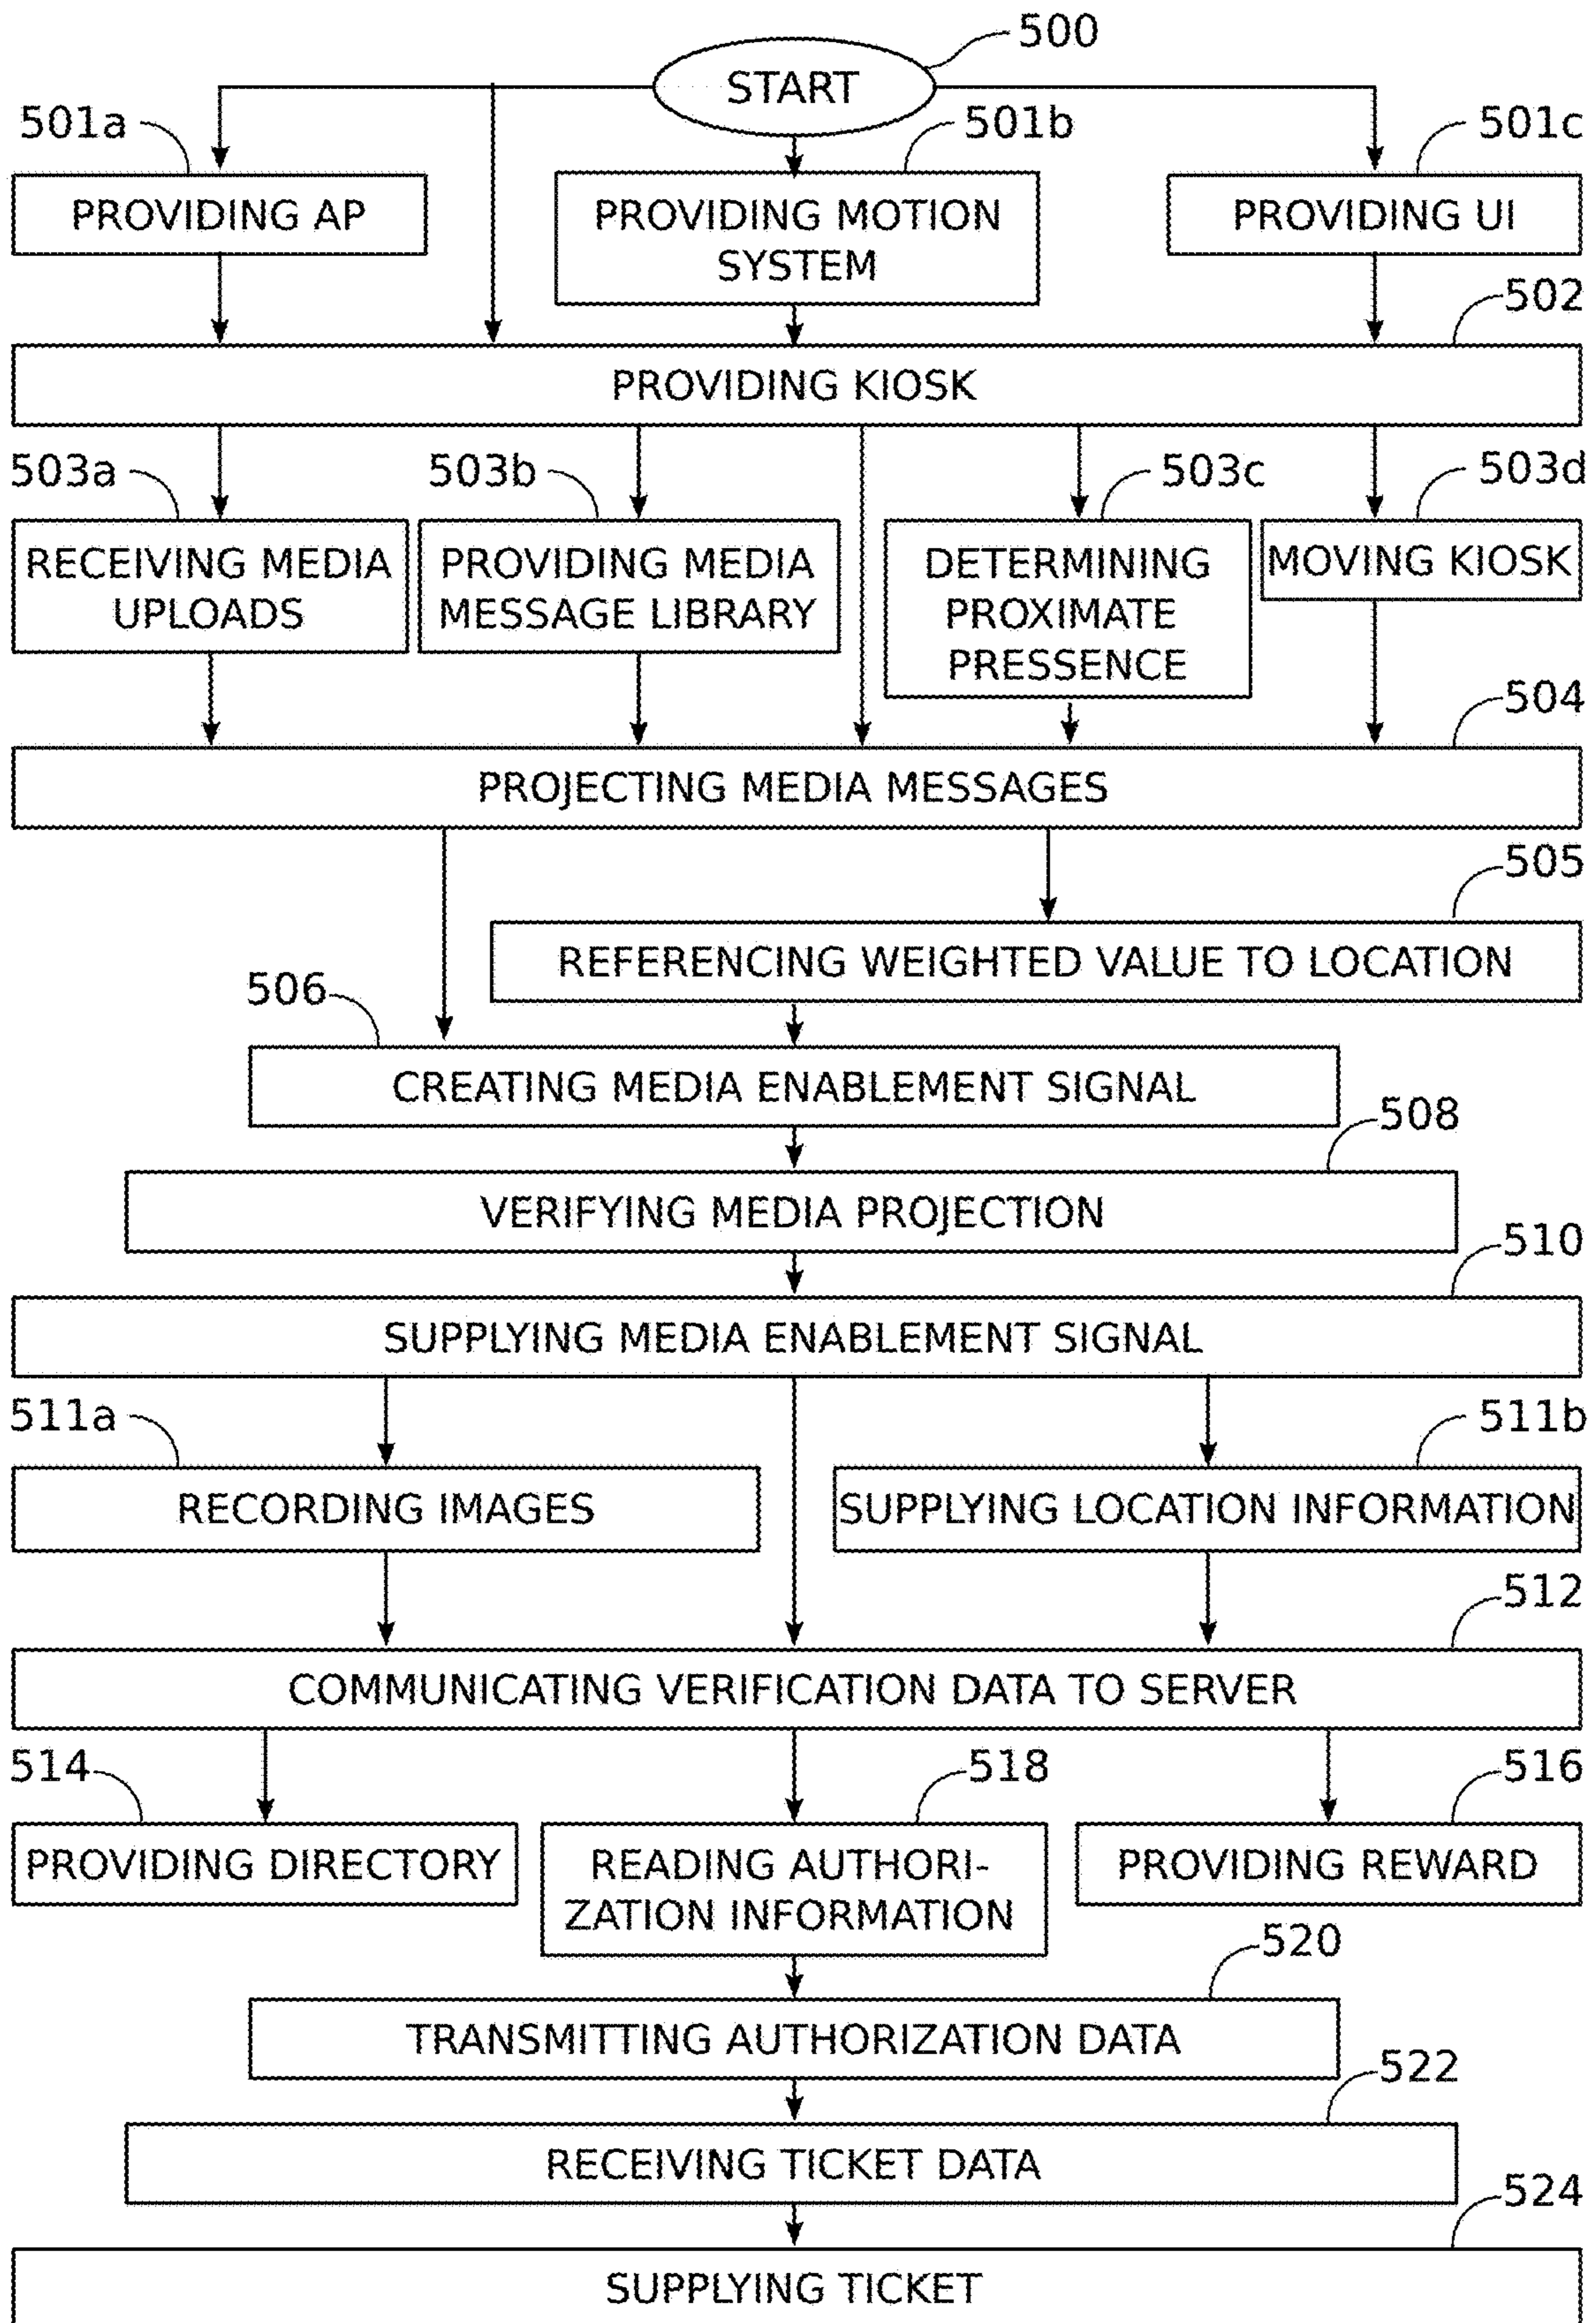 500
START
501a
501b
501c
PROVIDING AP
PROVIDING MOTION
SYSTEM
PROVIDING UI
502
PROVIDING KIOSK
503a
503b
503c
503d
RECEIVING MEDIA
UPLOADS
PROVIDING MEDIA
MESSAGE LIBRARY
DETERMINING
PROXIMATE
PRESSENCE
MOVING KIOSK
504
PROJECTING MEDIA MESSAGES
505
REFERENCING WEIGHTED VALUE TO LOCATION
506
CREATING MEDIA ENABLEMENT SIGNAL
508
VERIFYING MEDIA PROJECTION
510
SUPPLYING MEDIA ENABLEMENT SIGNAL
511a
511b
RECORDING IMAGES
SUPPLYING LOCATION INFORMATION
512
COMMUNICATING VERIFICATION DATA TO SERVER
514
518
516
PROVIDING DIRECTORY
READING AUTHORI-
ZATION INFORMATION
PROVIDING REWARD
520
TRANSMITTING AUTHORIZATION DATA
522
RECEIVING TICKET DATA
524
SUPPLYING TICKET